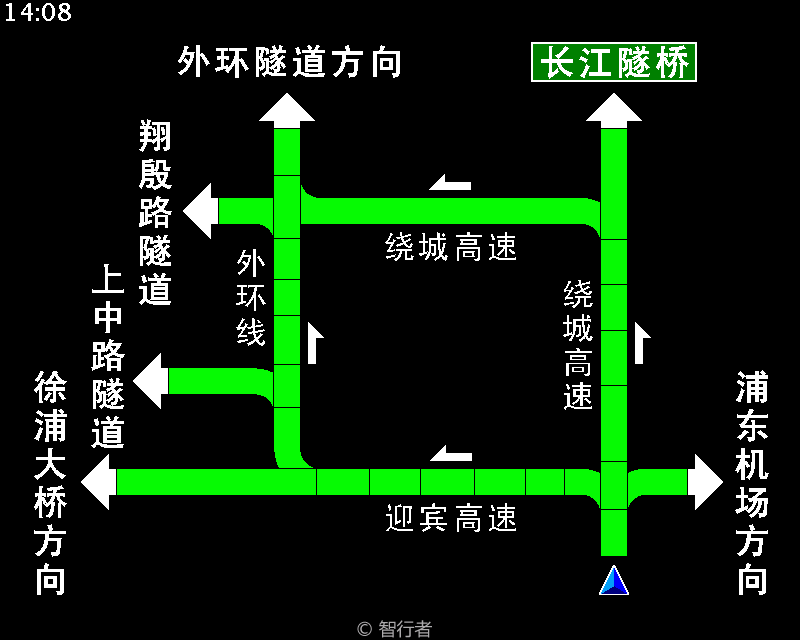 14:08
外环隧道方向
长江隧桥
翔殷路隧道
绕城高速
外环线
上中路隧道
绕城高速
徐浦大桥方向
浦东机场方向
迎宾高速
© 智行者